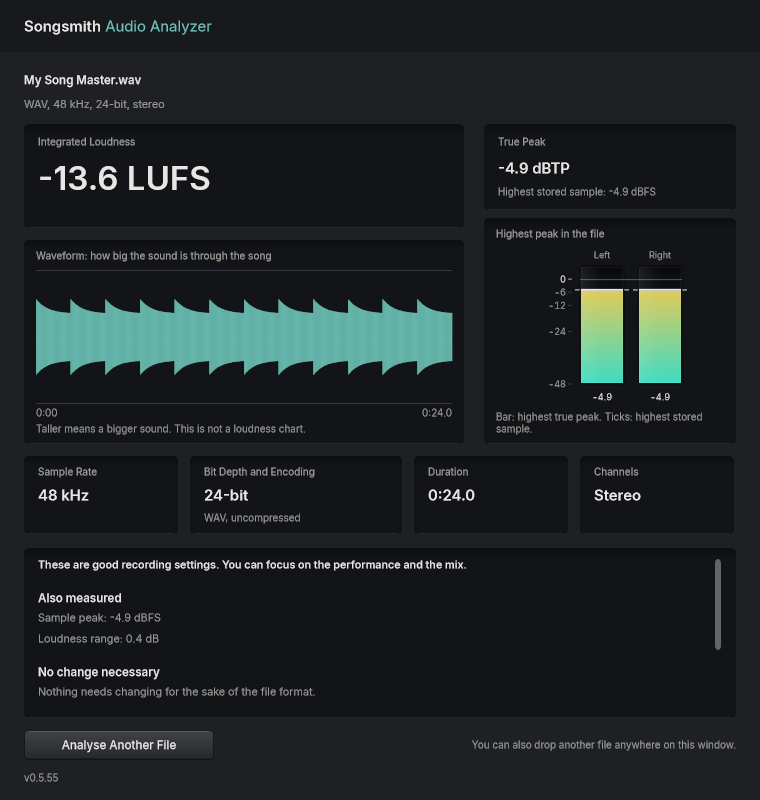 Songsmith Audio Analyzer
My Song Master.wav
WAV, 48 kHz, 24-bit, stereo
Integrated Loudness
-13.6 LUFS
True Peak
-4.9 dBTP
Highest stored sample: -4.9 dBFS
Waveform: how big the sound is through the song
0:00
0:24.0
Taller means a bigger sound. This is not a loudness chart.
Highest peak in the file
Left
Right
0
-6
-12
-24
-48
-4.9
-4.9
Bar: highest true peak. Ticks: highest stored
sample.
Sample Rate
48 kHz
Bit Depth and Encoding
24-bit
WAV, uncompressed
Duration
0:24.0
Channels
Stereo
These are good recording settings. You can focus on the performance and the mix.
Also measured
Sample peak: -4.9 dBFS
Loudness range: 0.4 dB
No change necessary
Nothing needs changing for the sake of the file format.
Analyse Another File
You can also drop another file anywhere on this window.
v0.5.55